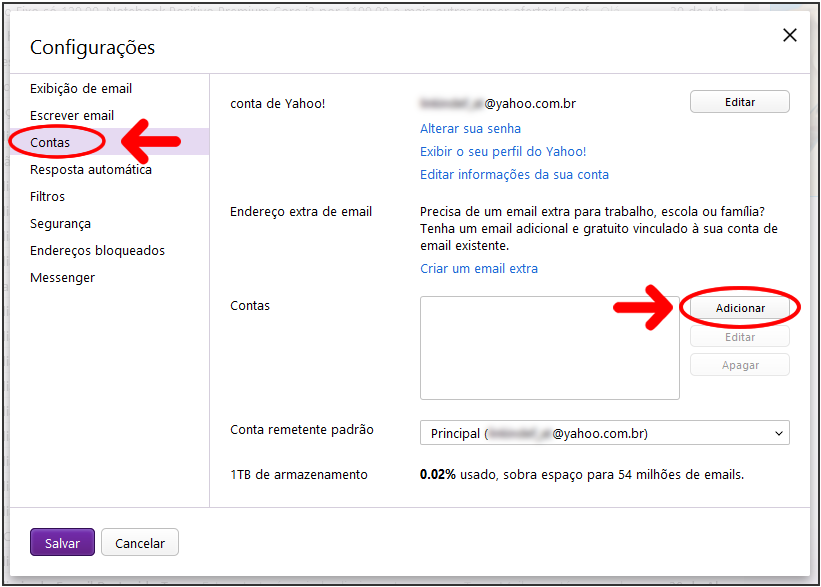 Configurações
Exibição de email
Escrever email
Contas
Resposta automática
Filtros
Segurança
Endereços bloqueados
Messenger
conta de Yahoo!
@yahoo.com.br
Editar
Alterar sua senha
Exibir o seu perfil do Yahoo!
Editar informações da sua conta
Endereço extra de email
Precisa de um email extra para trabalho, escola ou família?
Tenha um email adicional e gratuito vinculado à sua conta de
email existente.
Criar um email extra
Contas
Adicionar
Editar
Apagar
Conta remetente padrão
Principal (@yahoo.com.br)
1TB de armazenamento
0.02% usado, sobra espaço para 54 milhões de emails.
Salvar
Cancelar